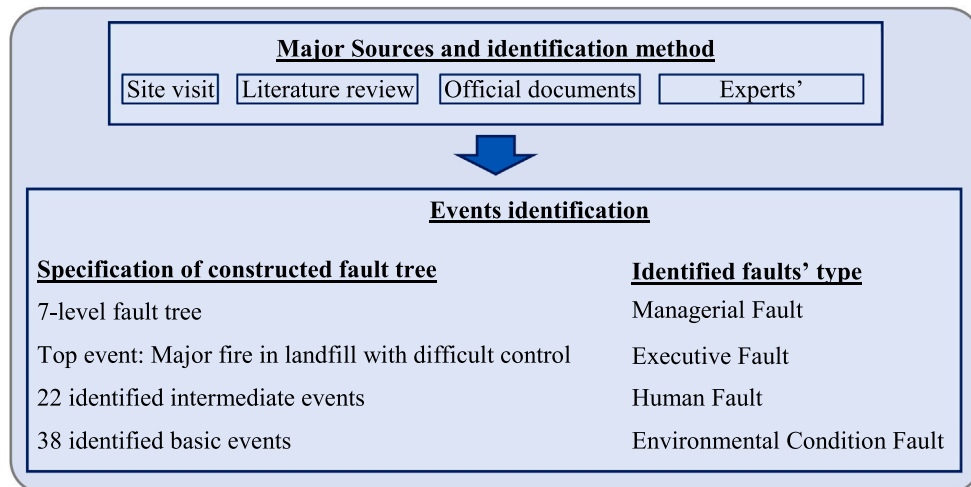 Major Sources and identification method
Site visit Literature review Official documents Experts’
Events identification
Specification of constructed fault tree
7-level fault tree
Top event: Major fire in landfill with difficult control
22 identified intermediate events
38 identified basic events
Identified faults’ type
Managerial Fault
Executive Fault
Human Fault
Environmental Condition Fault